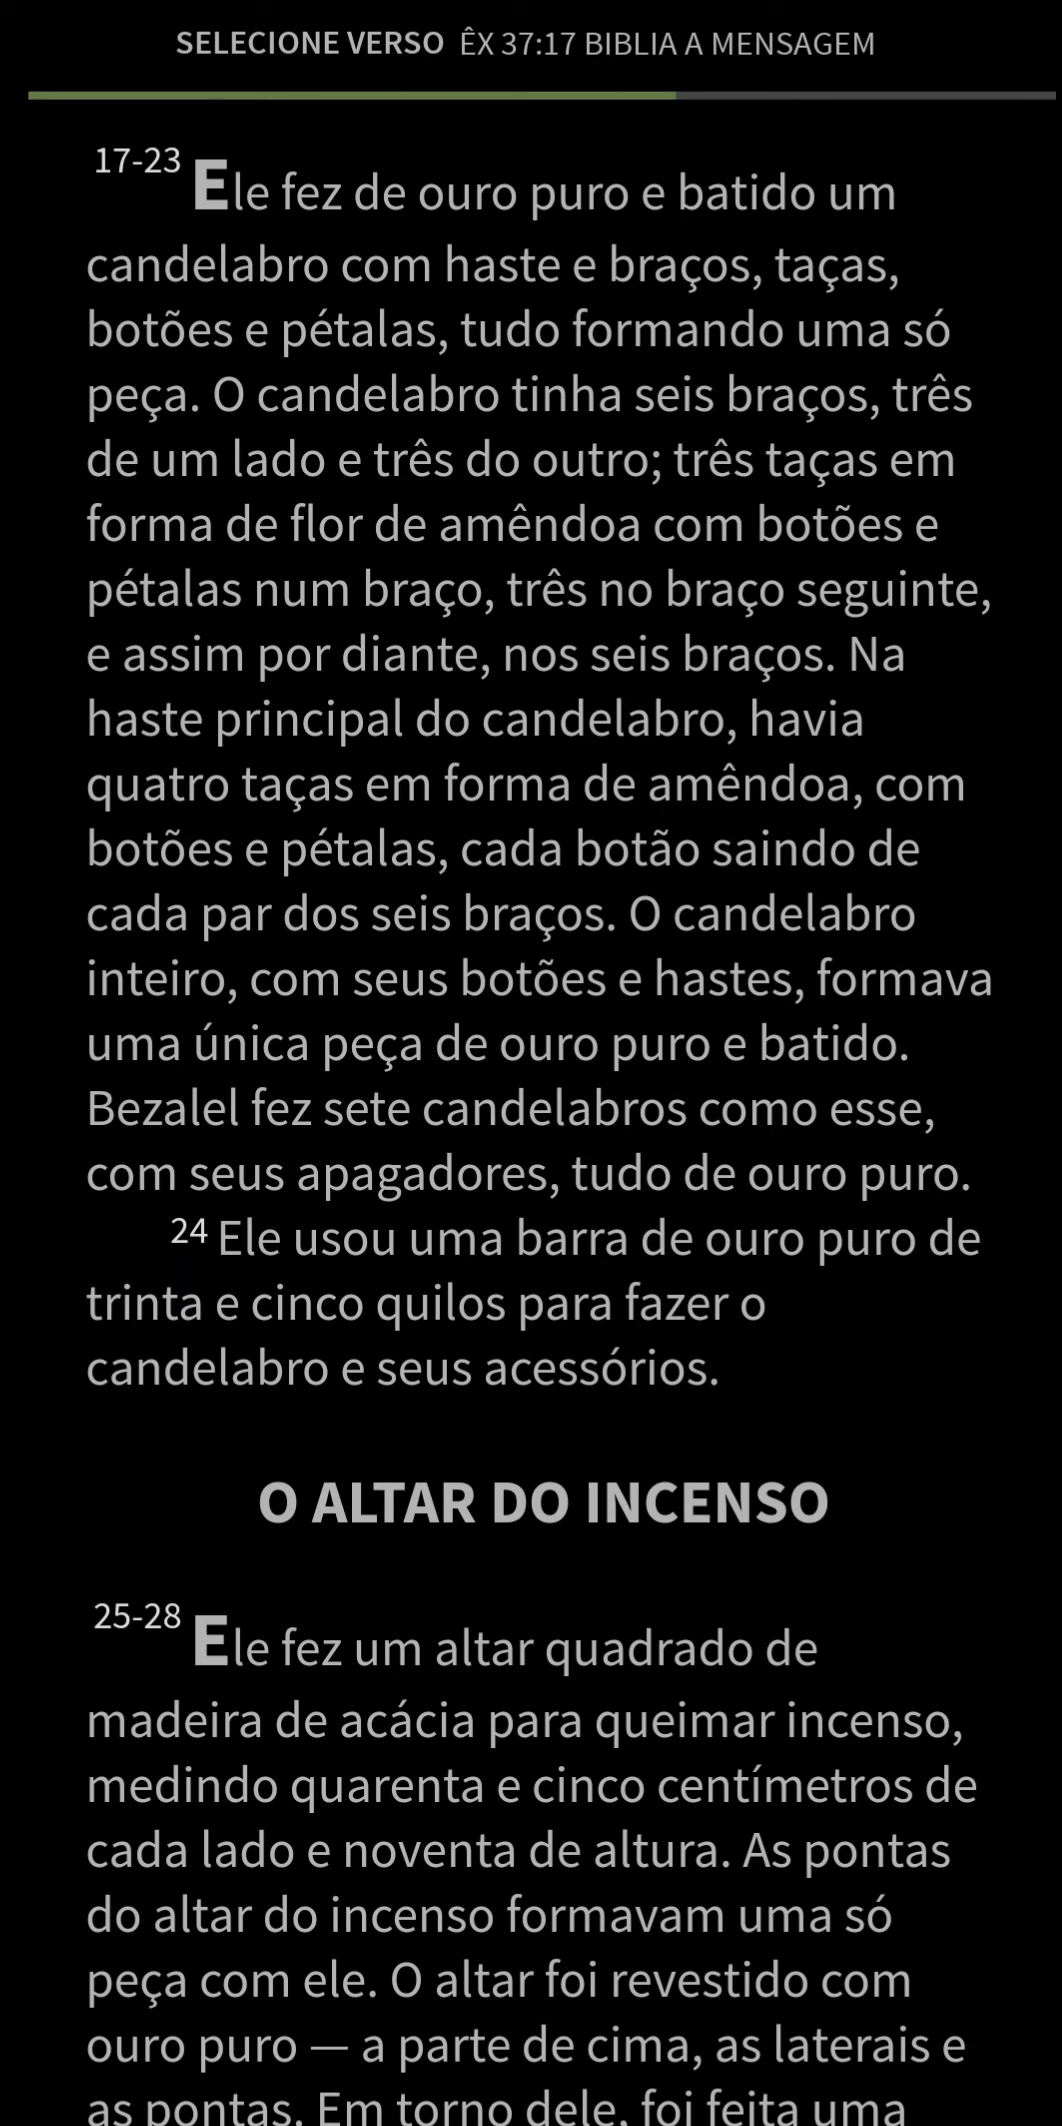 SELECIONE VERSO ÊX 37:17 BIBLIA A MENSAGEM
17-23 Ele fez de ouro puro e batido um
candelabro com haste e braços, taças,
botões e pétalas, tudo formando uma só
peça. O candelabro tinha seis braços, três
de um lado e três do outro; três taças em
forma de flor de amêndoa com botões e
pétalas num braço, três no braço seguinte,
e assim por diante, nos seis braços. Na
haste principal do candelabro, havia
quatro taças em forma de amêndoa, com
botões e pétalas, cada botão saindo de
cada par dos seis braços. O candelabro
inteiro, com seus botões e hastes, formava
uma única peça de ouro puro e batido.
Bezalel fez sete candelabros como esse,
com seus apagadores, tudo de ouro puro.
24 Ele usou uma barra de ouro puro de
trinta e cinco quilos para fazer o
candelabro e seus acessórios.
O ALTAR DO INCENSO
25-28 Ele fez um altar quadrado de
madeira de acácia para queimar incenso,
medindo quarenta e cinco centímetros de
cada lado e noventa de altura. As pontas
do altar do incenso formavam uma só
peça com ele. O altar foi revestido com
ouro puro — a parte de cima, as laterais e
as pontas. Em torno dele, foi feita uma